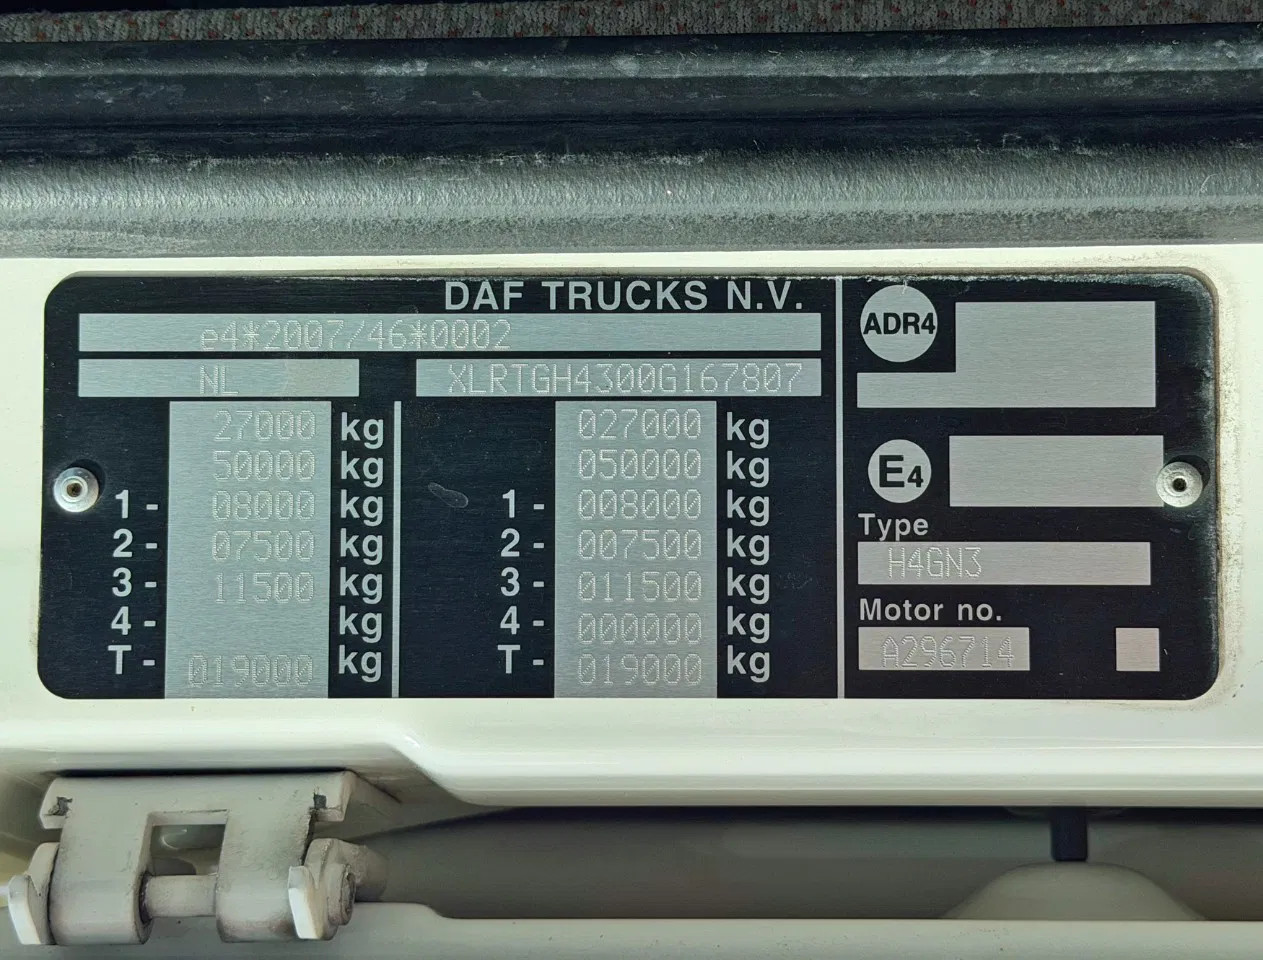 DAF TRUCKS N.V.
e4*2007/46*0002
NL XLRTGH4300G167807
27000 kg 027000 kg
50000 kg 050000 kg
1- 08000 kg 1- 008000 kg
2- 07500 kg 2- 007500 kg
3- 11500 kg 3- 011500 kg
4- kg 4- 000000 kg
T- 019000 kg T- 019000 kg
ADR4
E4
Type
H4GN3
Motor no.
A296714